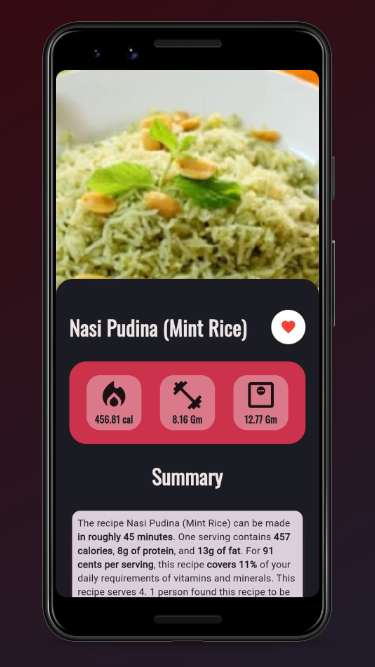 Nasi Pudina (Mint Rice)
456.81 cal
8.16 Gm
12.77 Gm
Summary
The recipe Nasi Pudina (Mint Rice) can be made
in roughly 45 minutes. One serving contains 457
calories, 8g of protein, and 13g of fat. For 91
cents per serving, this recipe covers 11% of your
daily requirements of vitamins and minerals. This
recipe serves 4. 1 person found this recipe to be